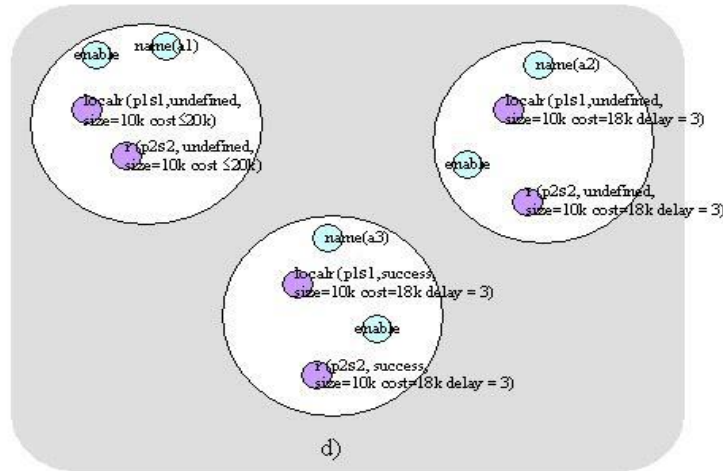 enable
name(a1)
localr (p1s1,undefined,
size=10k cost≤20k)
r (p2s2, undefined,
size=10k cost ≤20k)
name(a2)
localr (p1s1,undefined,
size=10k cost=18k delay = 3)
enable
r (p2s2, undefined,
size=10k cost=18k delay = 3)
name(a3)
localr (p1s1,success,
size=10k cost=18k delay = 3)
enable
r (p2s2, success,
size=10k cost=18k delay = 3)
d)